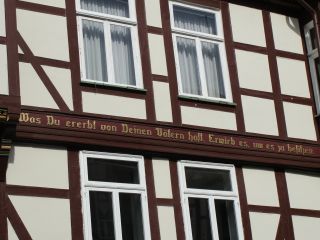 Was Du ererbt von Deinen Vätern hast Erwirb es, um es zu besitzen